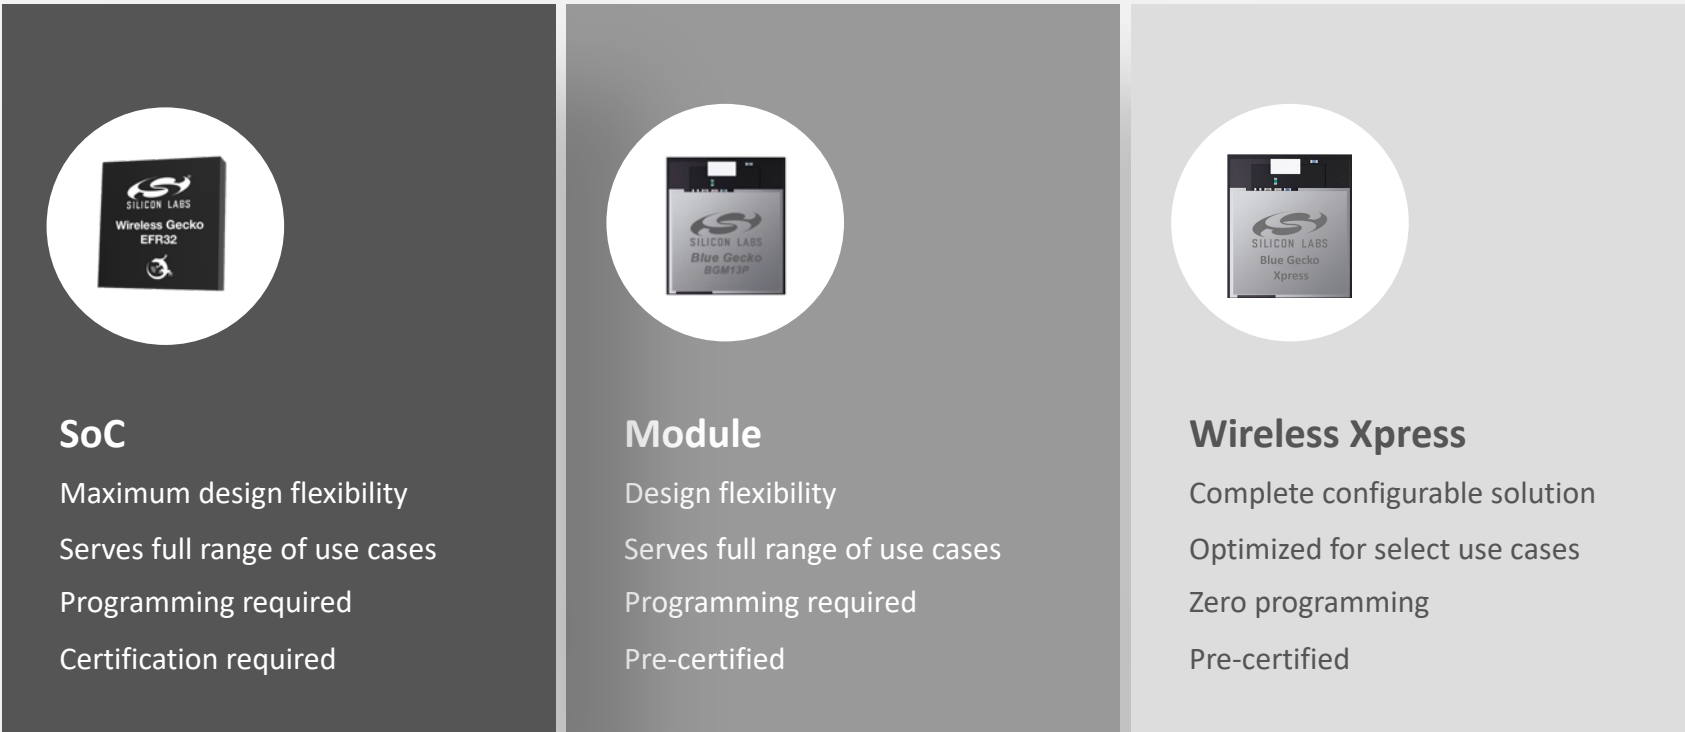 SILICON LABS
Wireless Gecko
EFR32
SoC
Maximum design flexibility
Serves full range of use cases
Programming required
Certification required
SILICON LABS
Blue Gecko
BGM13P
Module
Design flexibility
Serves full range of use cases
Programming required
Pre-certified
SILICON LABS
Blue Gecko
Xpress
Wireless Xpress
Complete configurable solution
Optimized for select use cases
Zero programming
Pre-certified